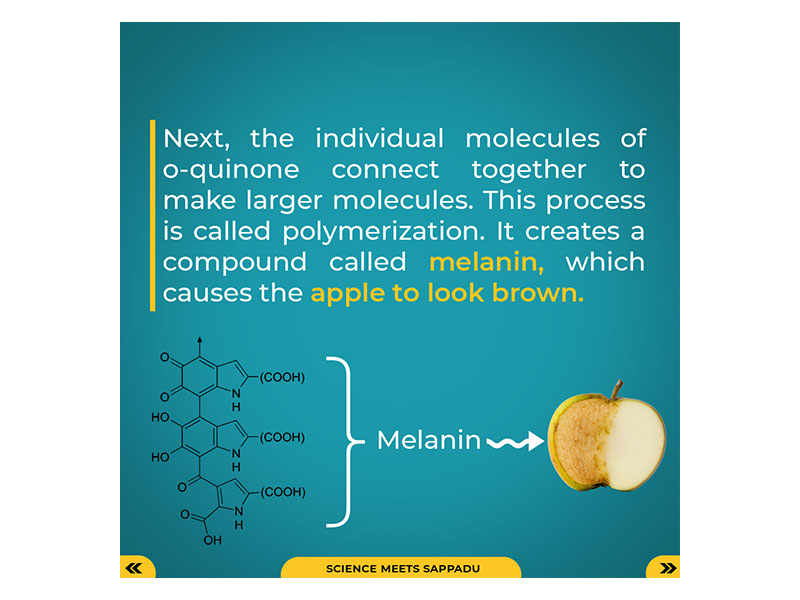 Next, the individual molecules of
o-quinone connect together to
make larger molecules. This process
is called polymerization. It creates a
compound called melanin, which
causes the apple to look brown.
O
O
(COOH)
N
H
HO
HO
(COOH)
N
H
O
(COOH)
N
H
O
OH
Melanin
SCIENCE MEETS SAPPADU